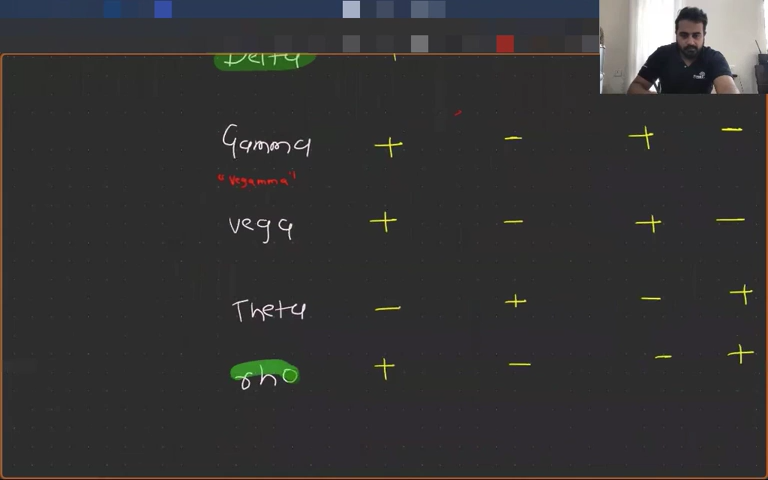 Delta +
Gamma + - + -
"vegamma"
vega + - + -
Theta - + - +
rho + - - +